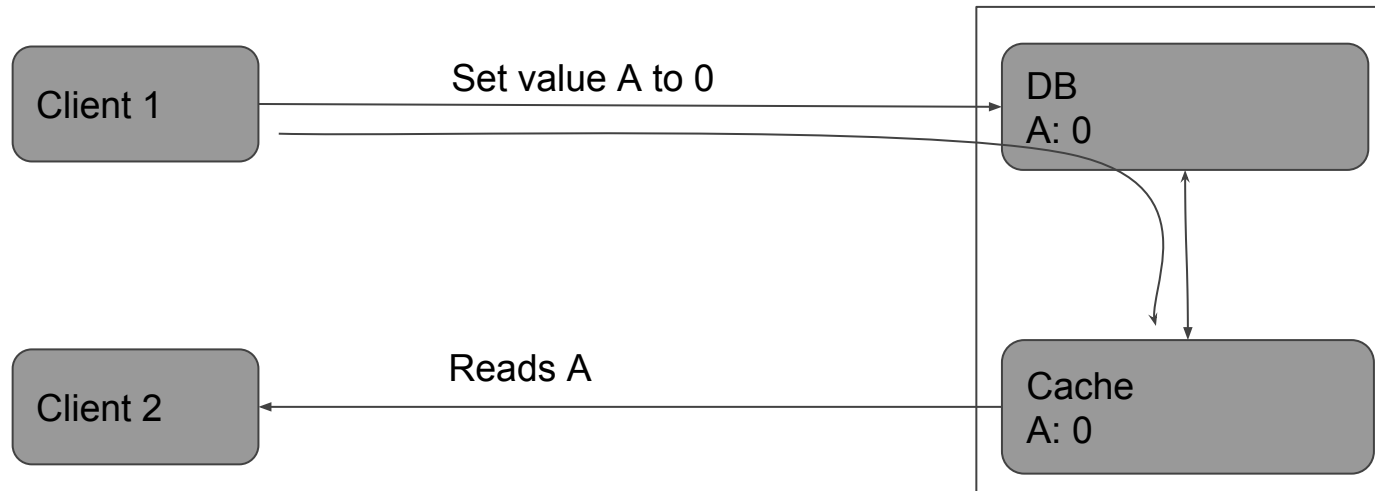 Client 1
Set value A to 0
DB
A: 0
Client 2
Reads A
Cache
A: 0